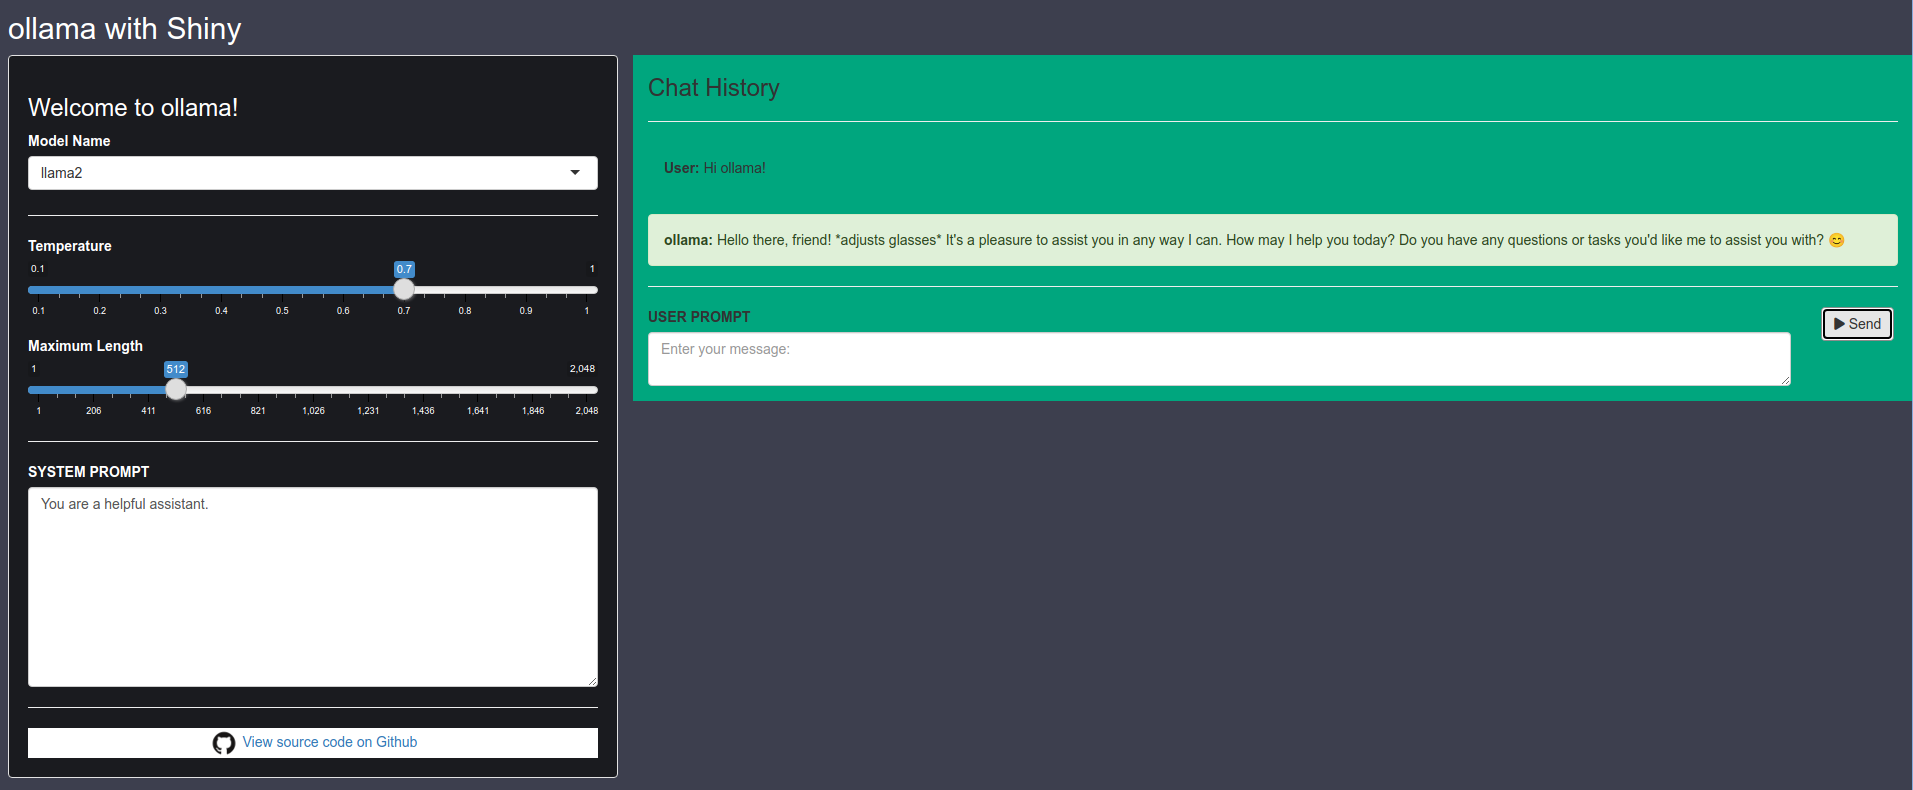 ollama with Shiny
Welcome to ollama!
Model Name
llama2
Temperature
0.1 0.7 1
0.1 0.2 0.3 0.4 0.5 0.6 0.7 0.8 0.9 1
Maximum Length
1 512 2,048
1 206 411 616 821 1,026 1,231 1,436 1,641 1,846 2,048
SYSTEM PROMPT
You are a helpful assistant.
View source code on Github
Chat History
User: Hi ollama!
ollama: Hello there, friend! *adjusts glasses* It's a pleasure to assist you in any way I can. How may I help you today? Do you have any questions or tasks you'd like me to assist you with? 😊
USER PROMPT
Enter your message:
Send